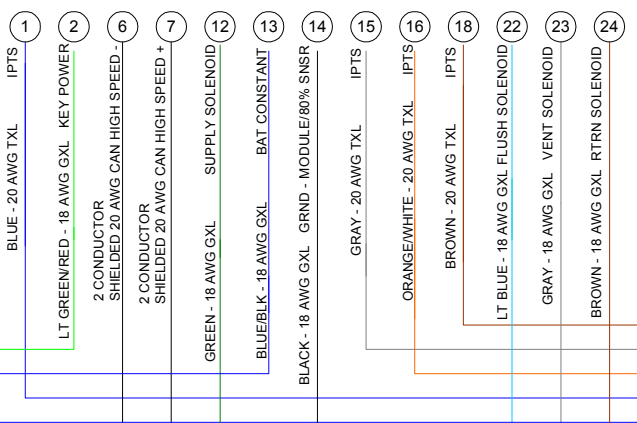 1
2
6
7
12
13
14
15
16
18
22
23
24
BLUE - 20 AWG TXL IPTS
LT GREEN/RED - 18 AWG GXL KEY POWER
2 CONDUCTOR
SHIELDED 20 AWG CAN HIGH SPEED -
2 CONDUCTOR
SHIELDED 20 AWG CAN HIGH SPEED +
GREEN - 18 AWG GXL SUPPLY SOLENOID
BLUE/BLK - 18 AWG GXL BAT CONSTANT
BLACK - 18 AWG GXL GRND - MODULE/80% SNSR
GRAY - 20 AWG TXL IPTS
ORANGE/WHITE - 20 AWG TXL IPTS
BROWN - 20 AWG TXL IPTS
LT BLUE - 18 AWG GXL FLUSH SOLENOID
GRAY - 18 AWG GXL VENT SOLENOID
BROWN - 18 AWG GXL RTRN SOLENOID